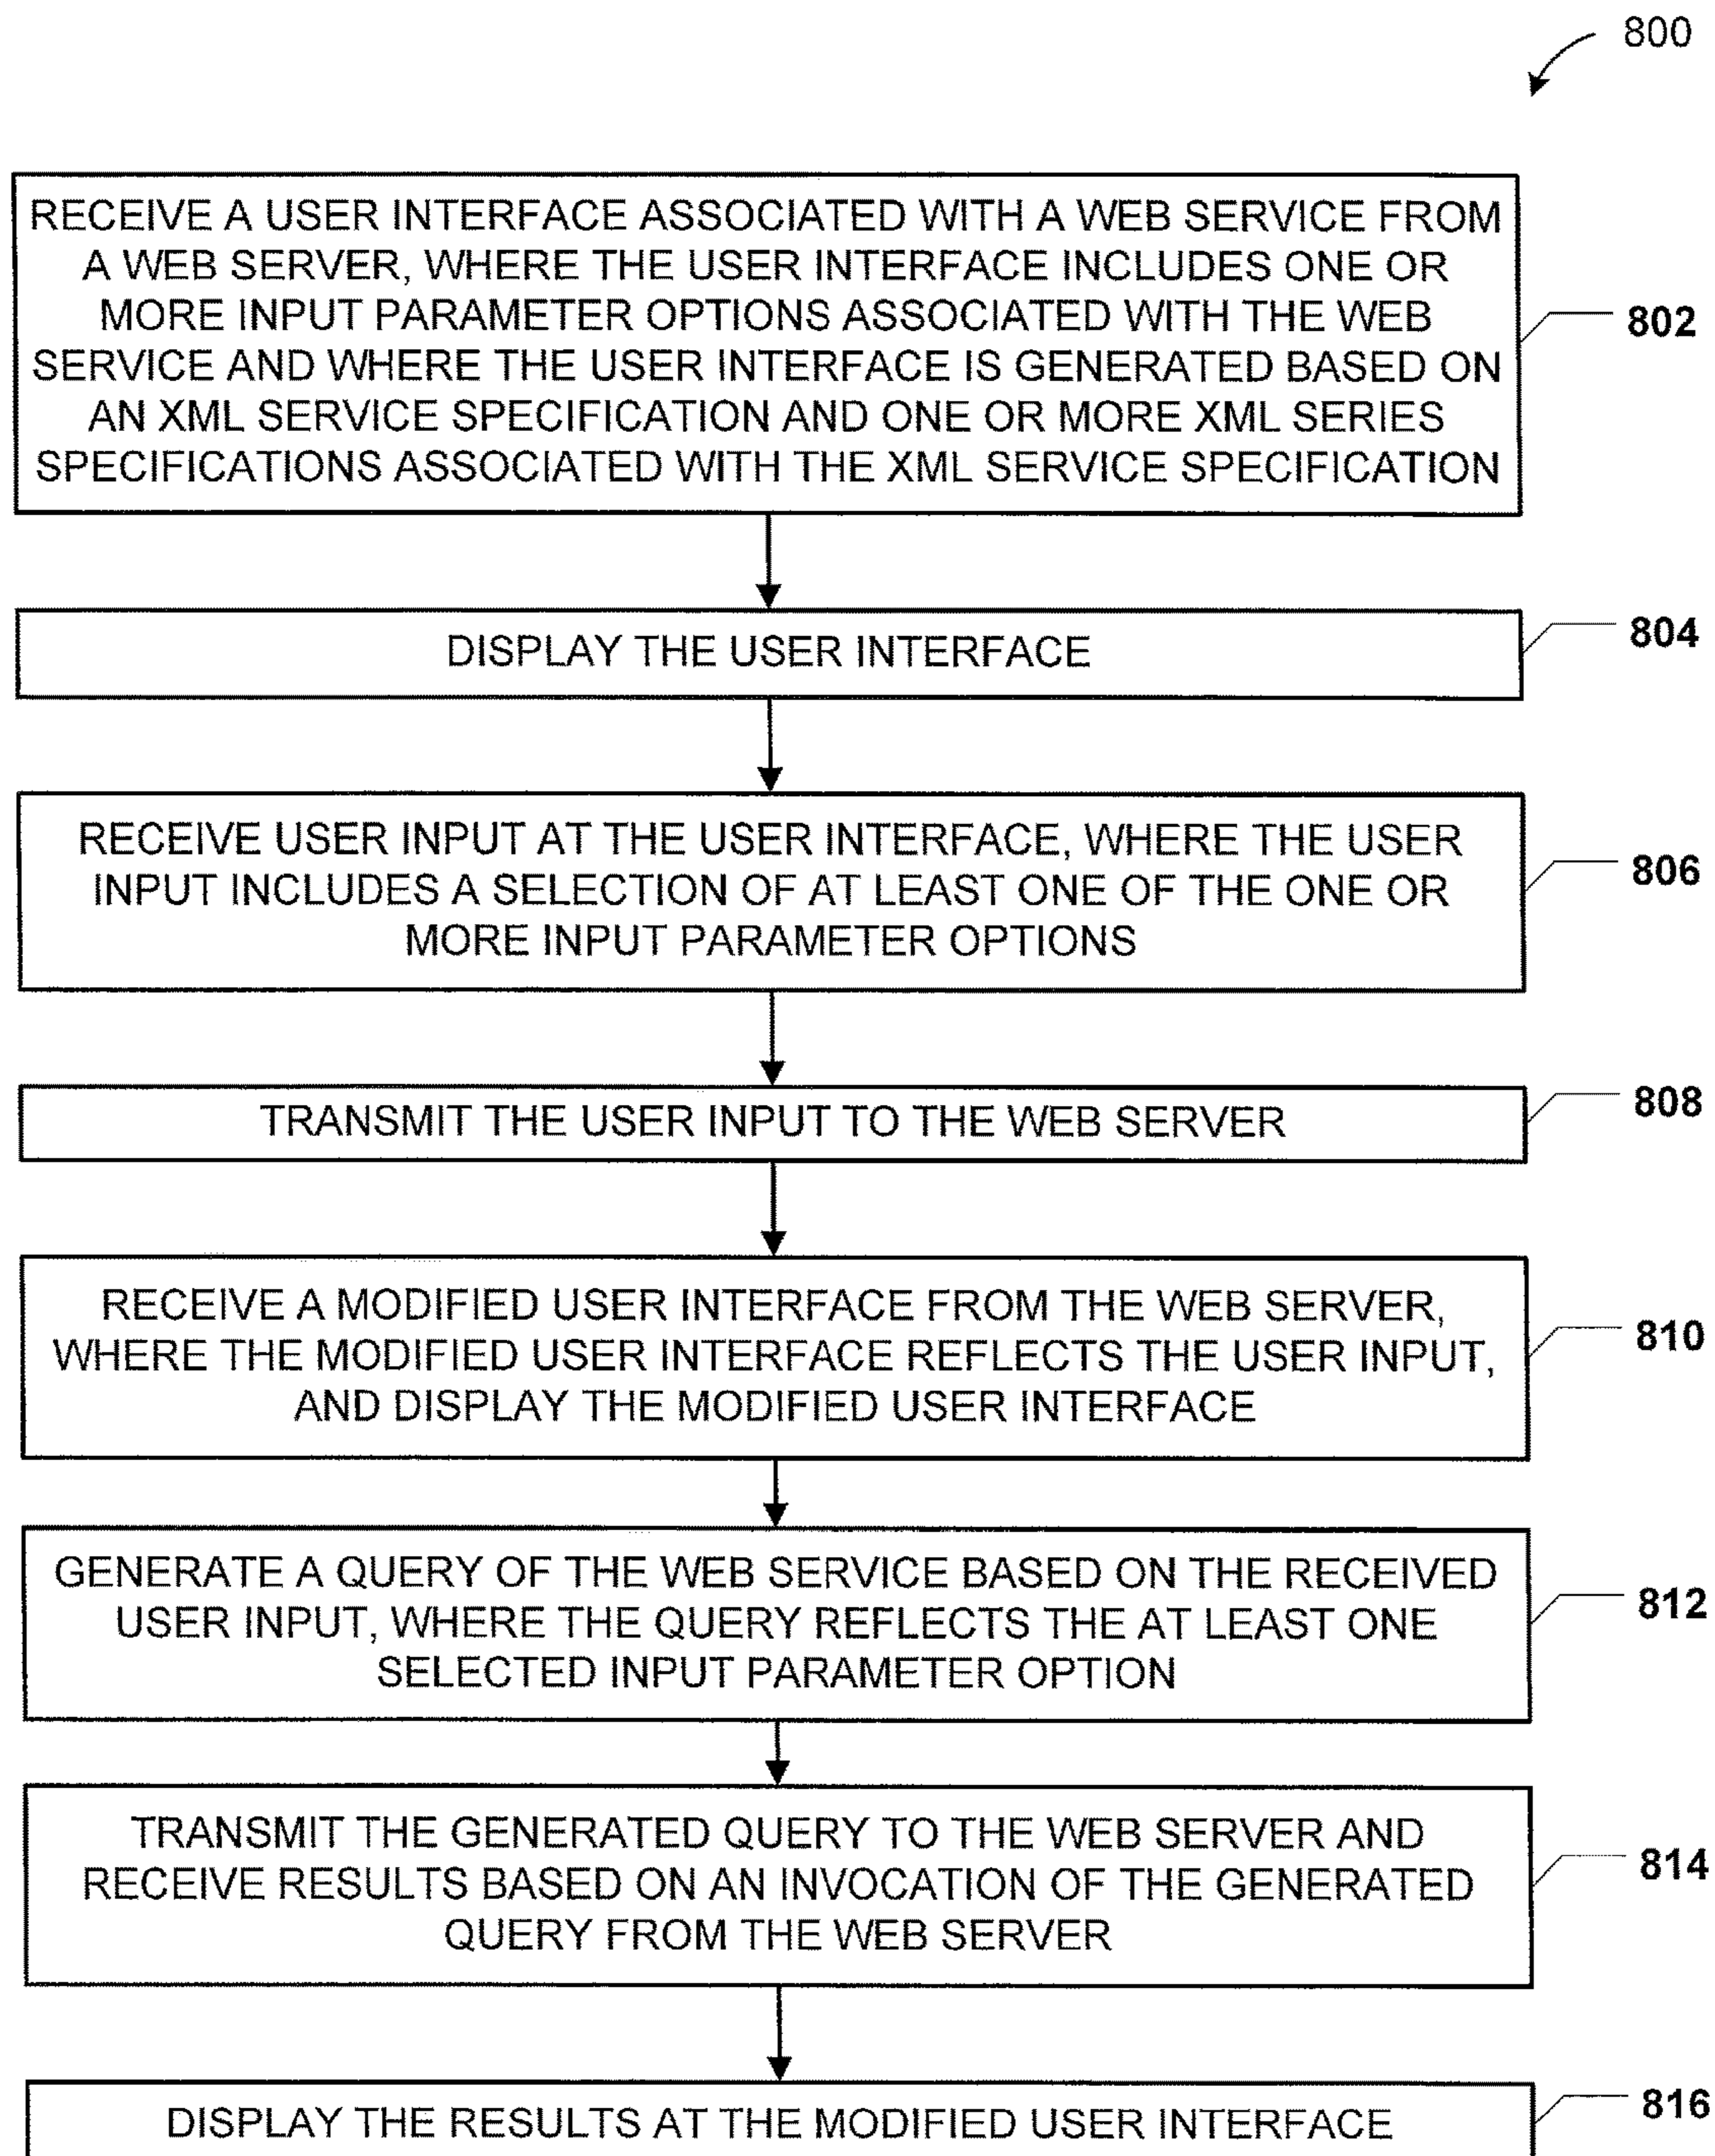 800
RECEIVE A USER INTERFACE ASSOCIATED WITH A WEB SERVICE FROM
A WEB SERVER, WHERE THE USER INTERFACE INCLUDES ONE OR
MORE INPUT PARAMETER OPTIONS ASSOCIATED WITH THE WEB
SERVICE AND WHERE THE USER INTERFACE IS GENERATED BASED ON
AN XML SERVICE SPECIFICATION AND ONE OR MORE XML SERIES
SPECIFICATIONS ASSOCIATED WITH THE XML SERVICE SPECIFICATION
802
DISPLAY THE USER INTERFACE
804
RECEIVE USER INPUT AT THE USER INTERFACE, WHERE THE USER
INPUT INCLUDES A SELECTION OF AT LEAST ONE OF THE ONE OR
MORE INPUT PARAMETER OPTIONS
806
TRANSMIT THE USER INPUT TO THE WEB SERVER
808
RECEIVE A MODIFIED USER INTERFACE FROM THE WEB SERVER,
WHERE THE MODIFIED USER INTERFACE REFLECTS THE USER INPUT,
AND DISPLAY THE MODIFIED USER INTERFACE
810
GENERATE A QUERY OF THE WEB SERVICE BASED ON THE RECEIVED
USER INPUT, WHERE THE QUERY REFLECTS THE AT LEAST ONE
SELECTED INPUT PARAMETER OPTION
812
TRANSMIT THE GENERATED QUERY TO THE WEB SERVER AND
RECEIVE RESULTS BASED ON AN INVOCATION OF THE GENERATED
QUERY FROM THE WEB SERVER
814
DISPLAY THE RESULTS AT THE MODIFIED USER INTERFACE
816